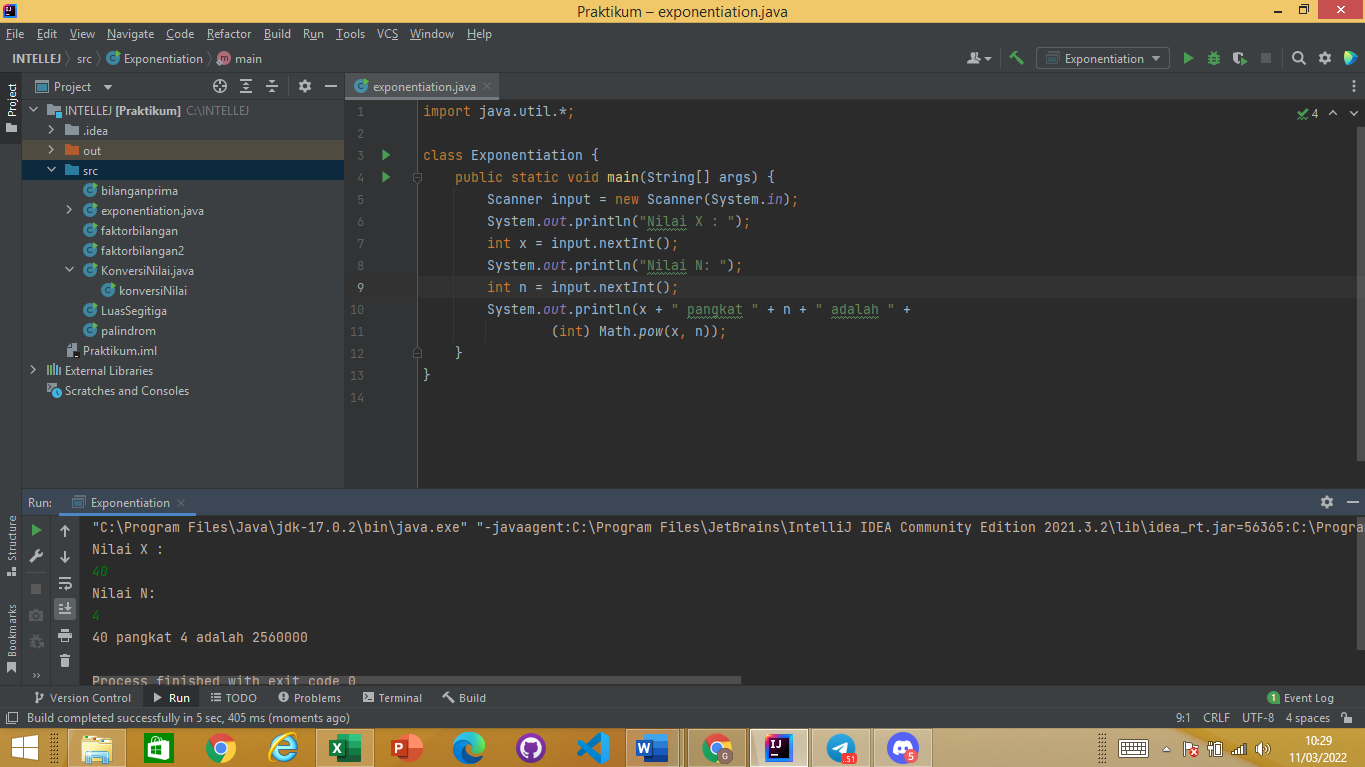 Praktikum – exponentiation.java
File Edit View Navigate Code Refactor Build Run Tools VCS Window Help
INTELLEJ src Exponentiation main
Exponentiation
Project
Project
exponentiation.java
INTELLEJ [Praktikum] C:\INTELLEJ
.idea
out
src
bilanganprima
exponentiation.java
faktorbilangan
faktorbilangan2
KonversiNilai.java
konversiNilai
LuasSegitiga
palindrom
Praktikum.iml
External Libraries
Scratches and Consoles
4
1 import java.util.*;
2
3 class Exponentiation {
4 public static void main(String[] args) {
5 Scanner input = new Scanner(System.in);
6 System.out.println("Nilai X : ");
7 int x = input.nextInt();
8 System.out.println("Nilai N: ");
9 int n = input.nextInt();
10 System.out.println(x + " pangkat " + n + " adalah " +
11 (int) Math.pow(x, n));
12 }
13 }
14
Run: Exponentiation
Structure
Bookmarks
"C:\Program Files\Java\jdk-17.0.2\bin\java.exe" "-javaagent:C:\Program Files\JetBrains\IntelliJ IDEA Community Edition 2021.3.2\lib\idea_rt.jar=56365:C:\Progra
Nilai X :
40
Nilai N:
4
40 pangkat 4 adalah 2560000
Process finished with exit code 0
Version Control Run TODO Problems Terminal Build 1 Event Log
Build completed successfully in 5 sec, 405 ms (moments ago) 9:1 CRLF UTF-8 4 spaces
10:29
11/03/2022